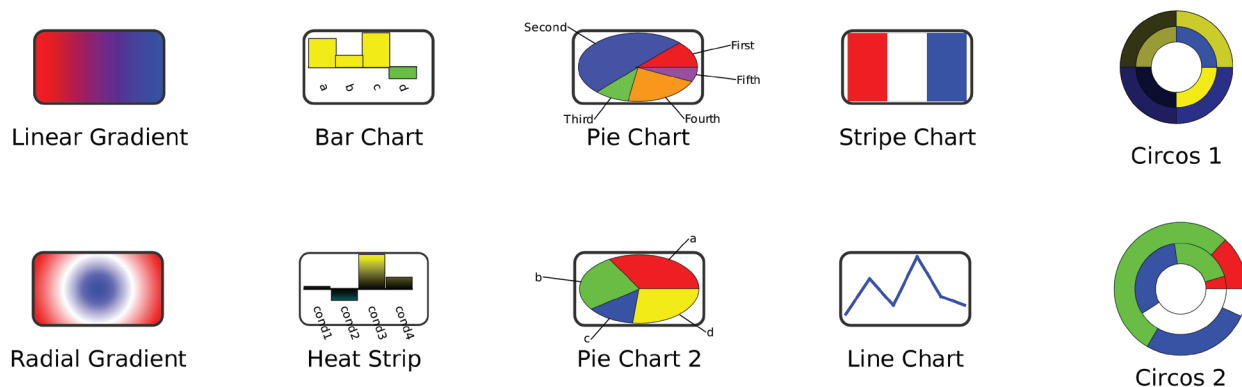 Second
First
Fifth
Third
Fourth
a
b
c
d
Linear Gradient
Bar Chart
Pie Chart
Stripe Chart
Circos 1
a
b
c
d
cond1
cond2
cond3
cond4
Radial Gradient
Heat Strip
Pie Chart 2
Line Chart
Circos 2